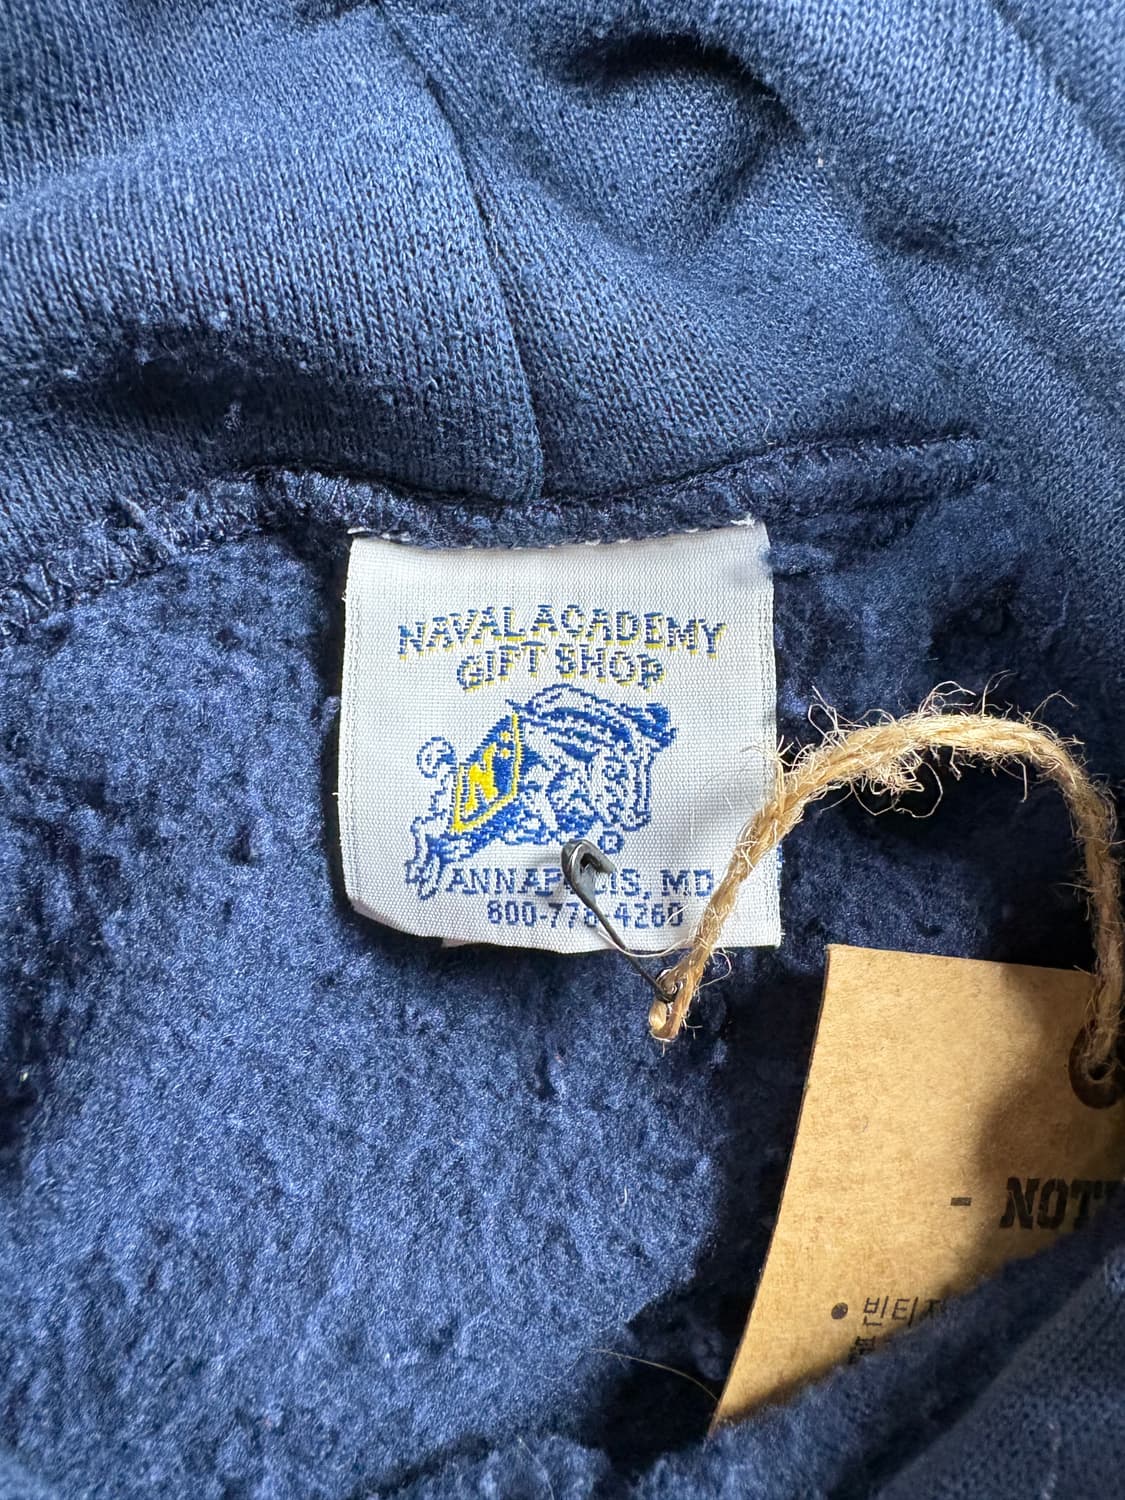 NAVAL ACADEMY
GIFT SHOP
N
ANNAPOLIS, MD
800-778-4260
- NOT
• 빈티지